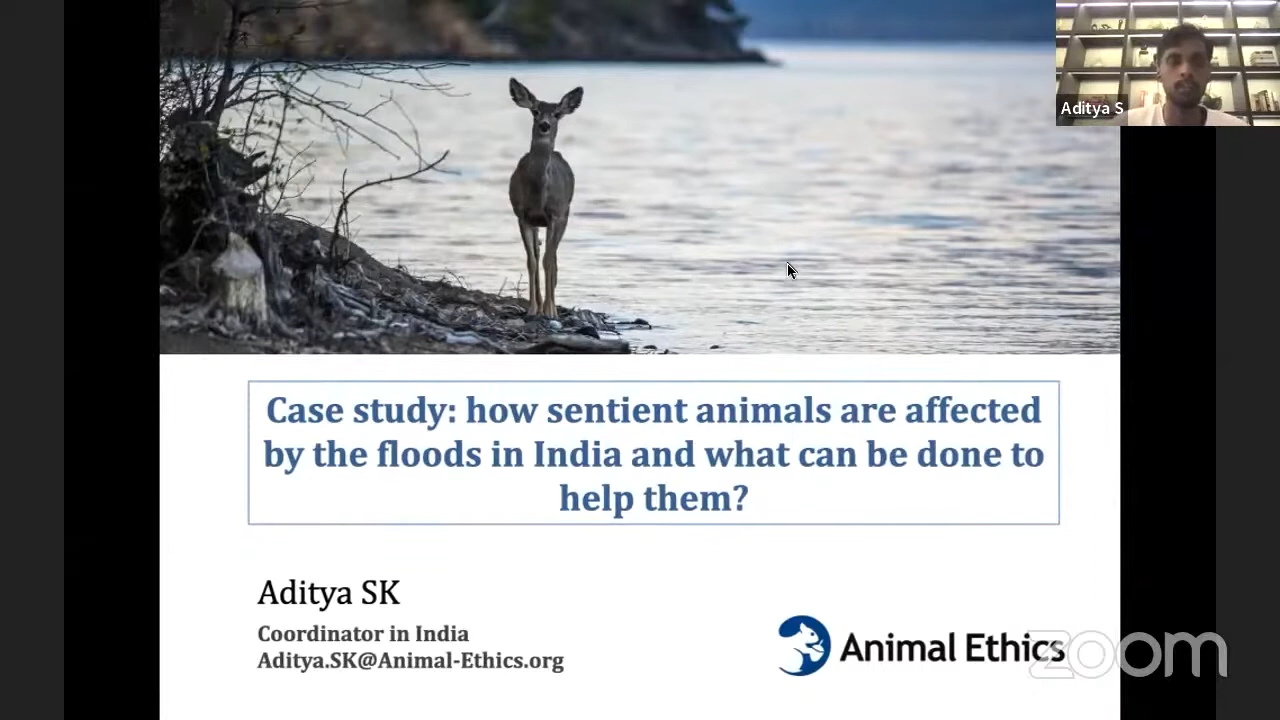 Aditya S
Case study: how sentient animals are affected
by the floods in India and what can be done to
help them?
Aditya SK
Coordinator in India
Aditya.SK@Animal-Ethics.org
Animal Ethics
zoom